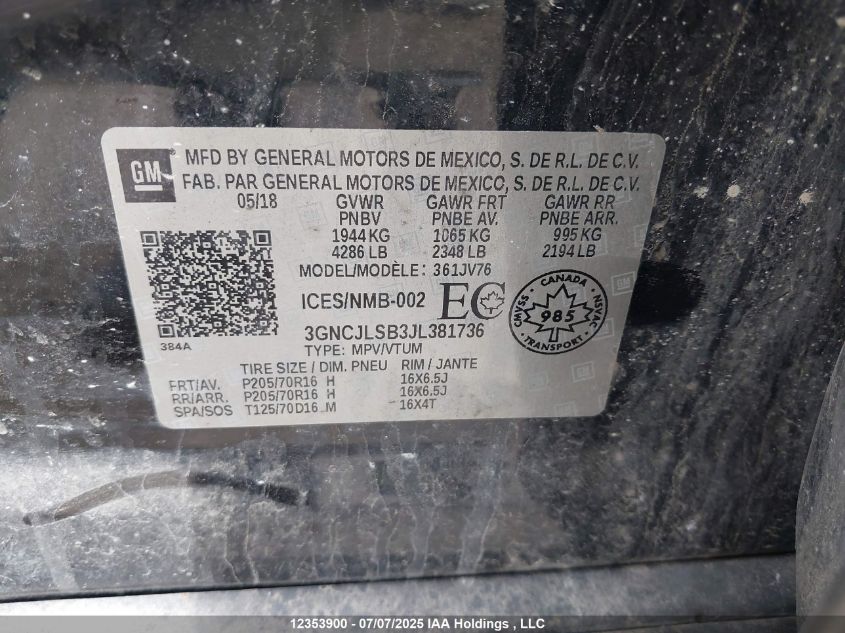 GM
MFD BY GENERAL MOTORS DE MEXICO, S. DE R.L. DE C.V.
FAB. PAR GENERAL MOTORS DE MEXICO, S. DE R.L. DE C.V.
05/18 GVWR GAWR FRT GAWR RR
PNBV PNBE AV. PNBE ARR.
1944 KG 1065 KG 995 KG
4286 LB 2348 LB 2194 LB
MODEL/MODÈLE: 361JV76
ICES/NMB-002 EC
CANADA
CMVSS NSVAC
985
TRANSPORT
384A
3GNCJLSB3JL381736
TYPE: MPV/VTUM
TIRE SIZE / DIM. PNEU RIM / JANTE
FRT/AV. P205/70R16 H 16X6.5J
RR/ARR. P205/70R16 H 16X6.5J
SPA/SOS T125/70D16 M 16X4T
12353900 - 07/07/2025 IAA Holdings , LLC